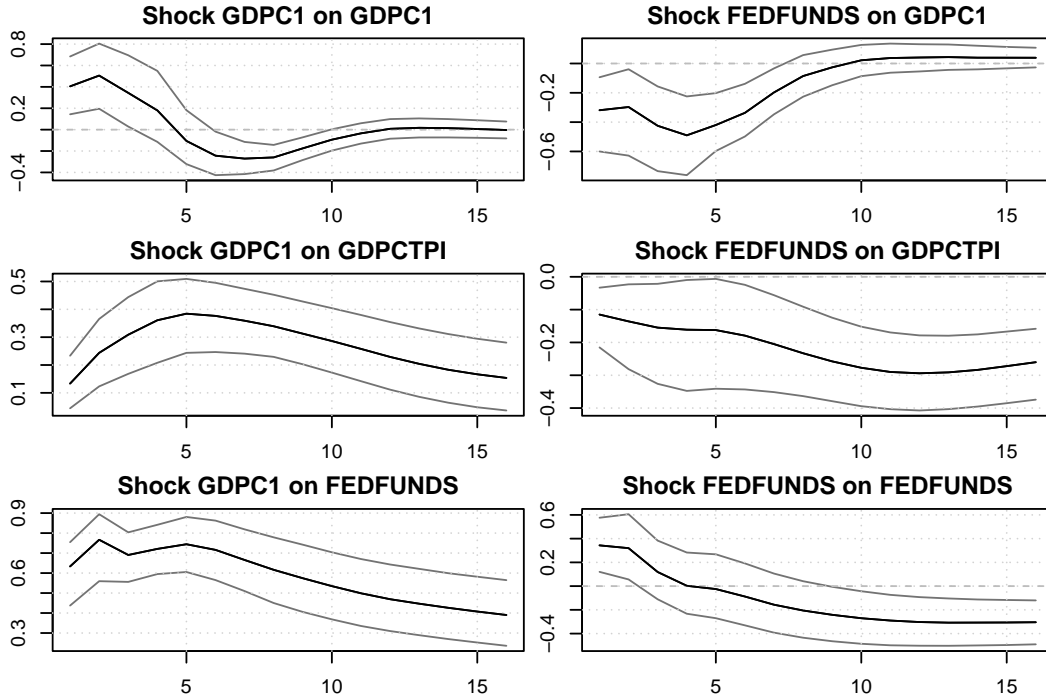 Shock GDPC1 on GDPC1
0.8
0.2
−0.4
5 10 15
Shock FEDFUNDS on GDPC1
−0.2
−0.6
5 10 15
Shock GDPC1 on GDPCTPI
0.5
0.3
0.1
5 10 15
Shock FEDFUNDS on GDPCTPI
0.0
−0.2
−0.4
5 10 15
Shock GDPC1 on FEDFUNDS
0.9
0.6
0.3
5 10 15
Shock FEDFUNDS on FEDFUNDS
0.6
0.2
−0.4
5 10 15